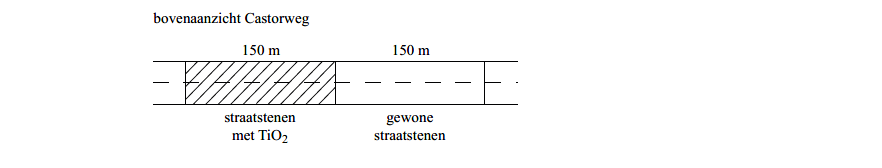 bovenaanzicht Castorweg
150 m 150 m
straatstenen gewone
met TiO₂ straatstenen